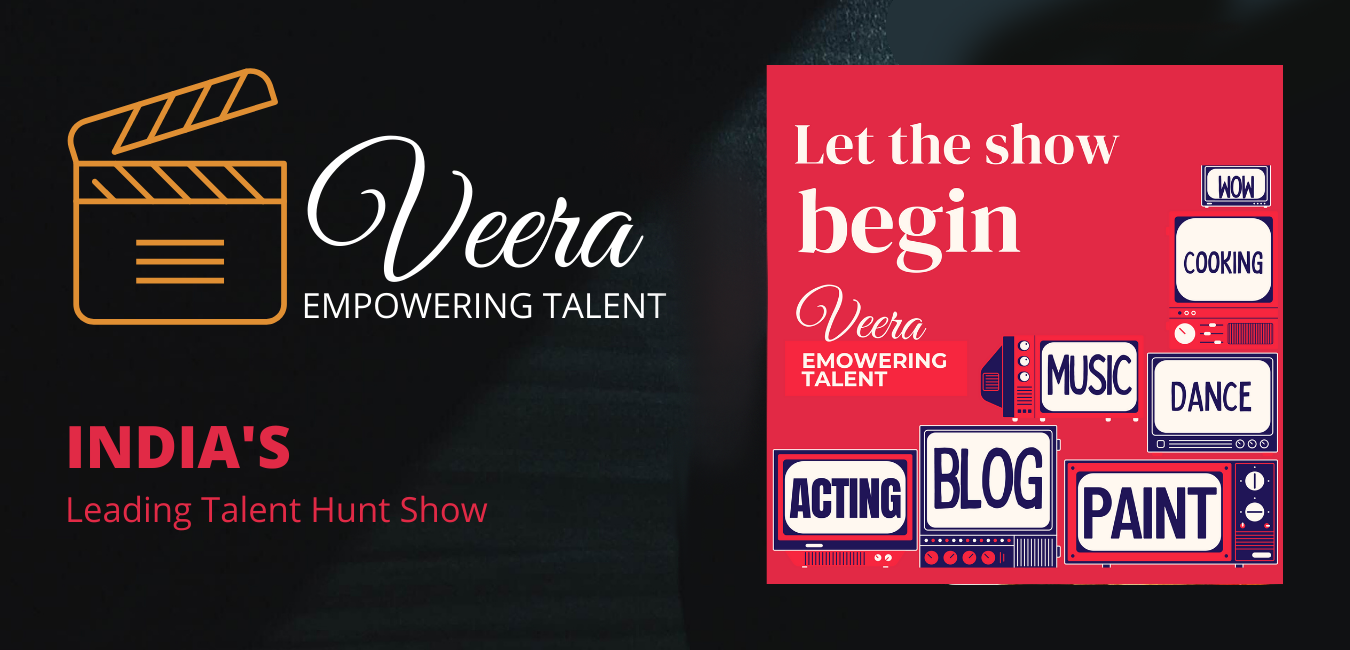 Veera
EMPOWERING TALENT
INDIA'S
Leading Talent Hunt Show
Let the show
begin
Veera
EMOWERING
TALENT
WOW
COOKING
MUSIC
DANCE
ACTING
BLOG
PAINT